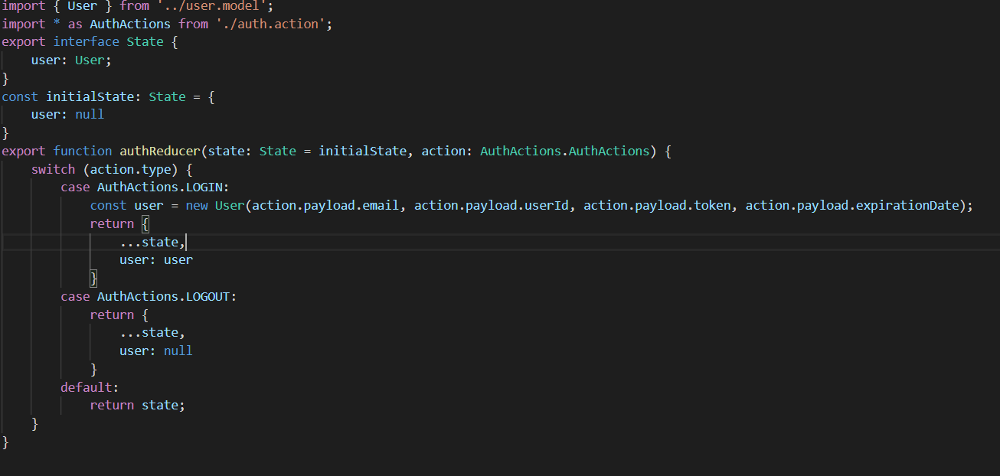 import { User } from '../user.model';
import * as AuthActions from './auth.action';
export interface State {
    user: User;
}
const initialState: State = {
    user: null
}
export function authReducer(state: State = initialState, action: AuthActions.AuthActions) {
    switch (action.type) {
        case AuthActions.LOGIN:
            const user = new User(action.payload.email, action.payload.userId, action.payload.token, action.payload.expirationDate);
            return {
                ...state,
                user: user
            }
        case AuthActions.LOGOUT:
            return {
                ...state,
                user: null
            }
        default:
            return state;
    }
}